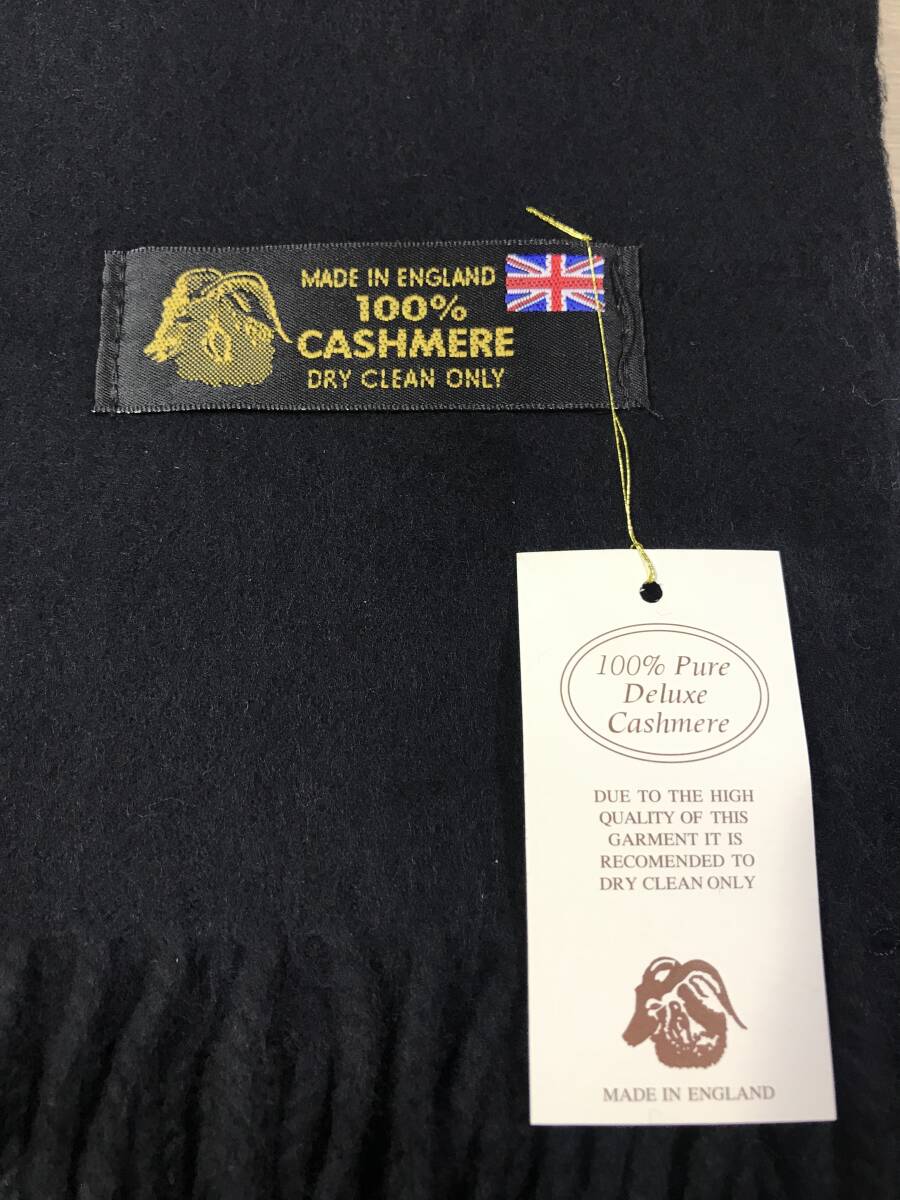 MADE IN ENGLAND
100%
CASHMERE
DRY CLEAN ONLY
100% Pure
Deluxe
Cashmere
DUE TO THE HIGH
QUALITY OF THIS
GARMENT IT IS
RECOMENDED TO
DRY CLEAN ONLY
MADE IN ENGLAND